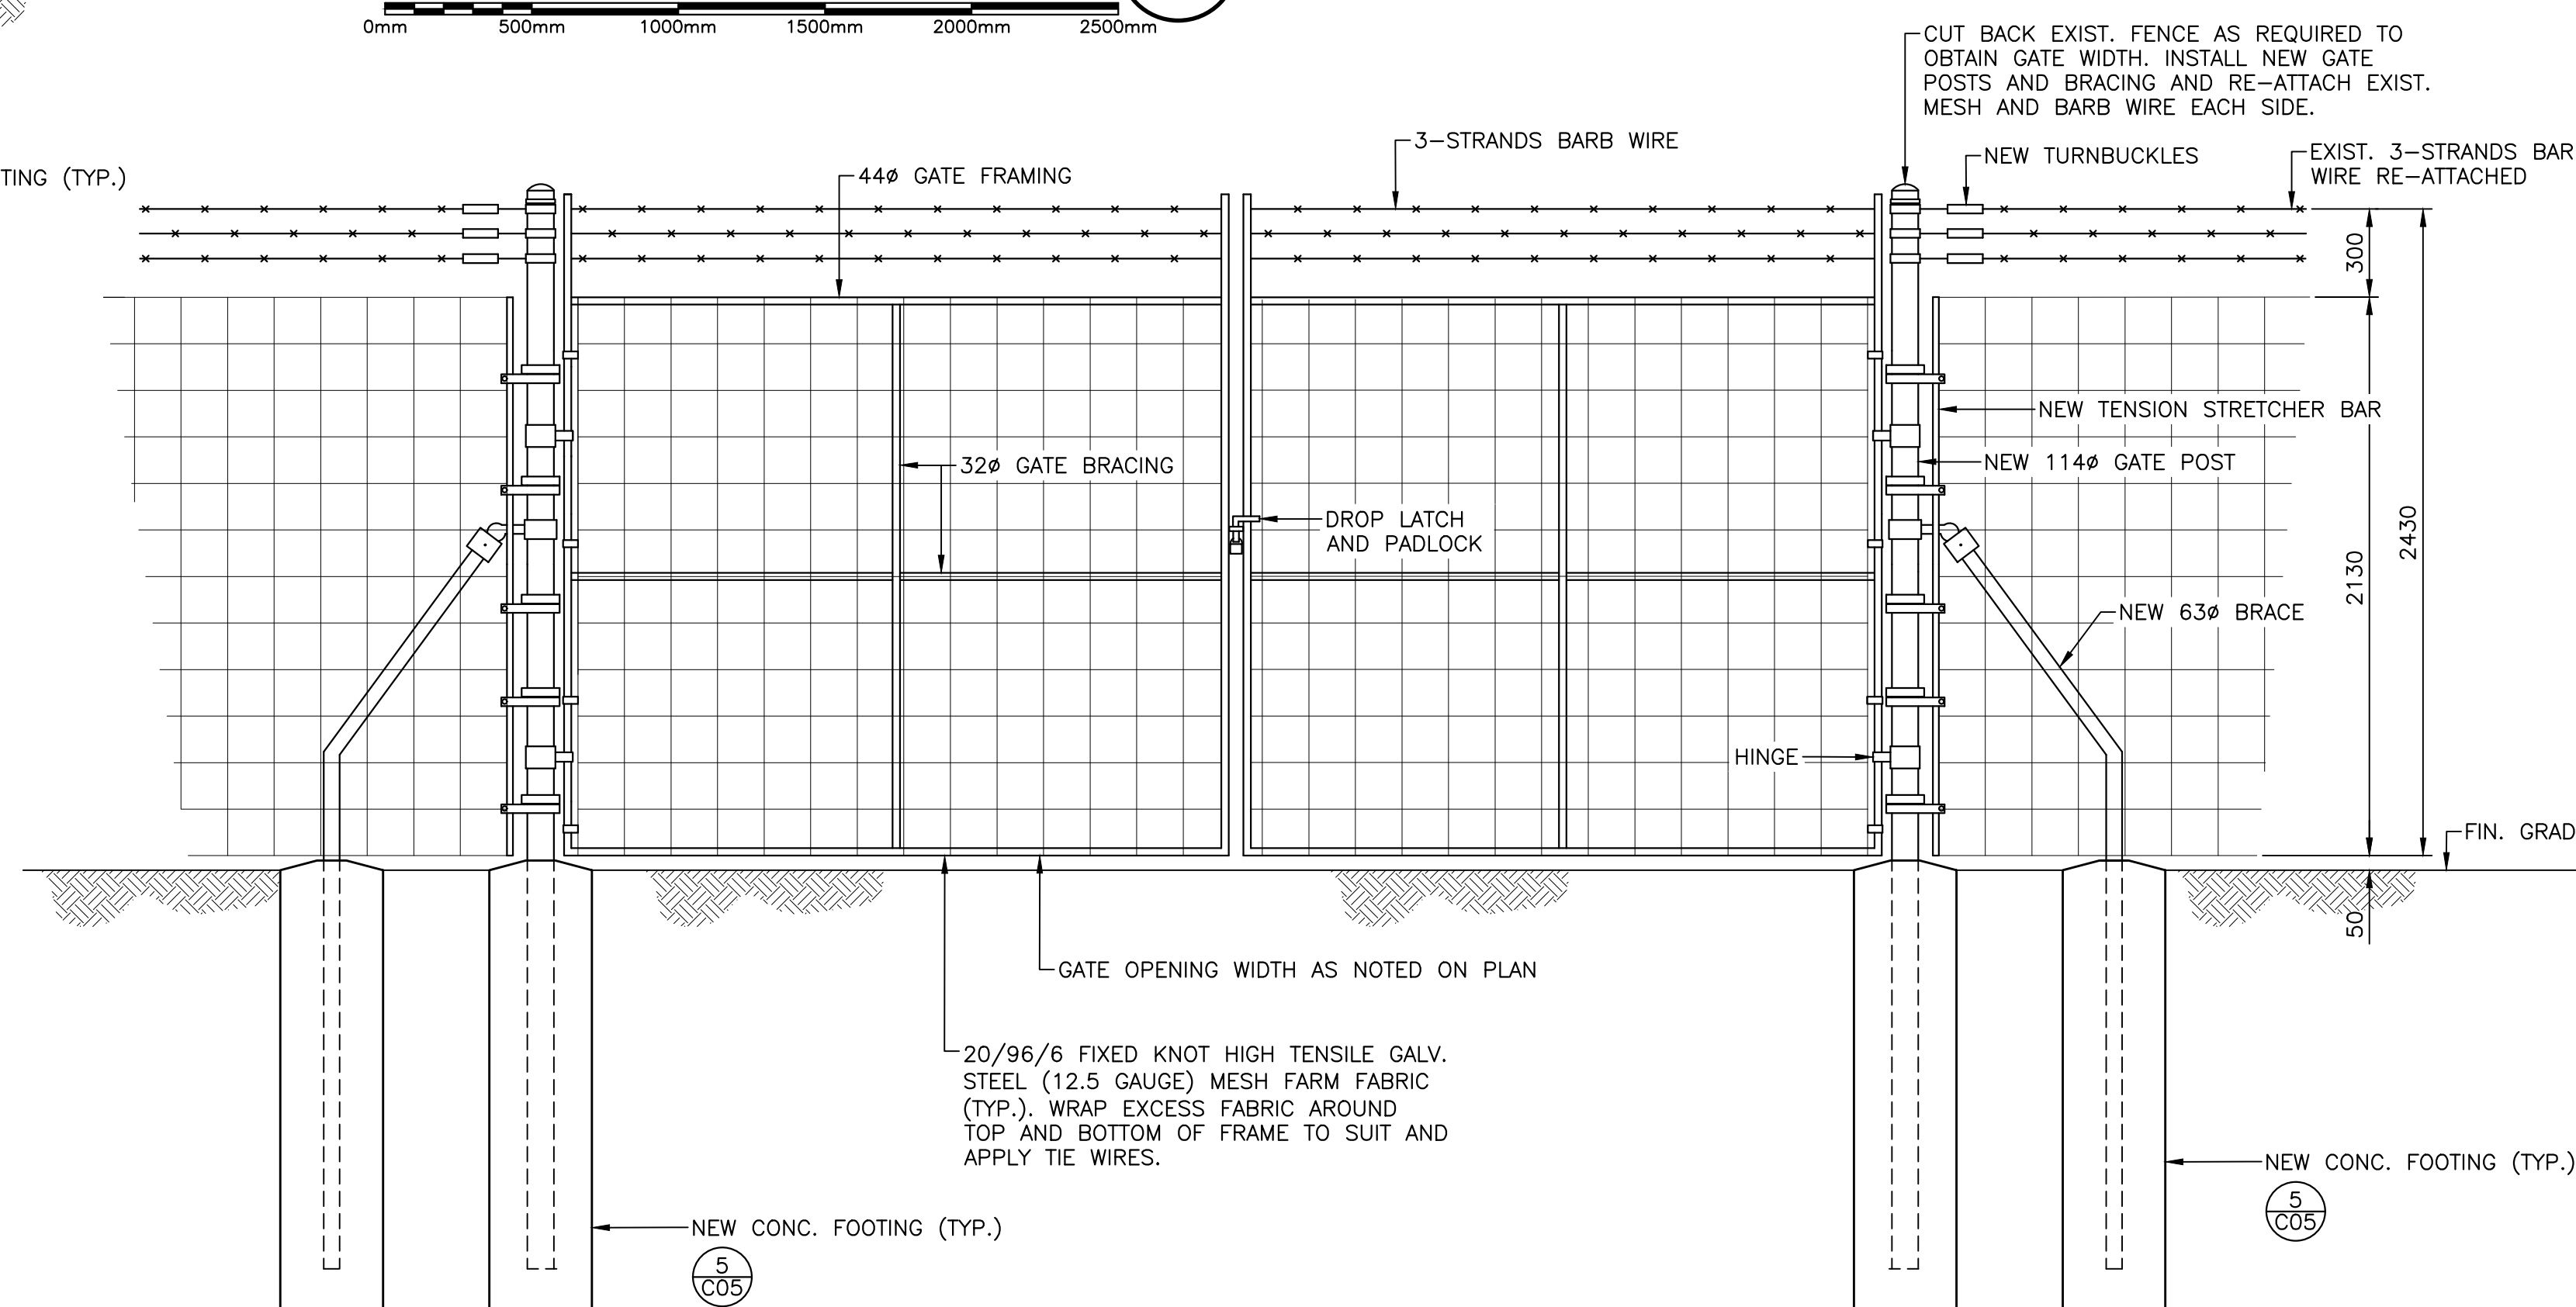 0mm 500mm 1000mm 1500mm 2000mm 2500mm
CUT BACK EXIST. FENCE AS REQUIRED TO
OBTAIN GATE WIDTH. INSTALL NEW GATE
POSTS AND BRACING AND RE-ATTACH EXIST.
MESH AND BARB WIRE EACH SIDE.
TING (TYP.)
44ø GATE FRAMING
3-STRANDS BARB WIRE
NEW TURNBUCKLES
EXIST. 3-STRANDS BAR
WIRE RE-ATTACHED
300
NEW TENSION STRETCHER BAR
32ø GATE BRACING
NEW 114ø GATE POST
DROP LATCH
AND PADLOCK
2430
2130
NEW 63ø BRACE
HINGE
FIN. GRAD
50
GATE OPENING WIDTH AS NOTED ON PLAN
20/96/6 FIXED KNOT HIGH TENSILE GALV.
STEEL (12.5 GAUGE) MESH FARM FABRIC
(TYP.). WRAP EXCESS FABRIC AROUND
TOP AND BOTTOM OF FRAME TO SUIT AND
APPLY TIE WIRES.
NEW CONC. FOOTING (TYP.)
5
C05
NEW CONC. FOOTING (TYP.)
5
C05